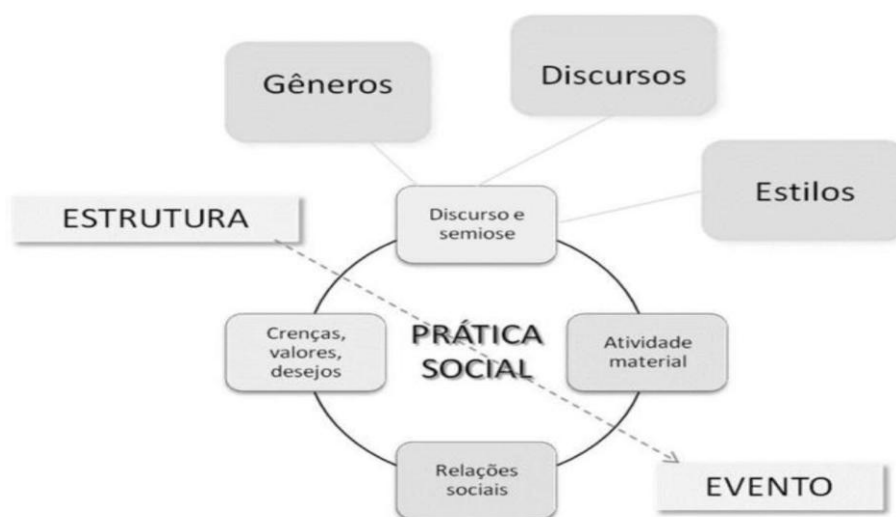 Gêneros
Discursos
Estilos
ESTRUTURA
Discurso e
semiose
Crenças,
valores,
desejos
PRÁTICA
SOCIAL
Atividade
material
Relações
sociais
EVENTO